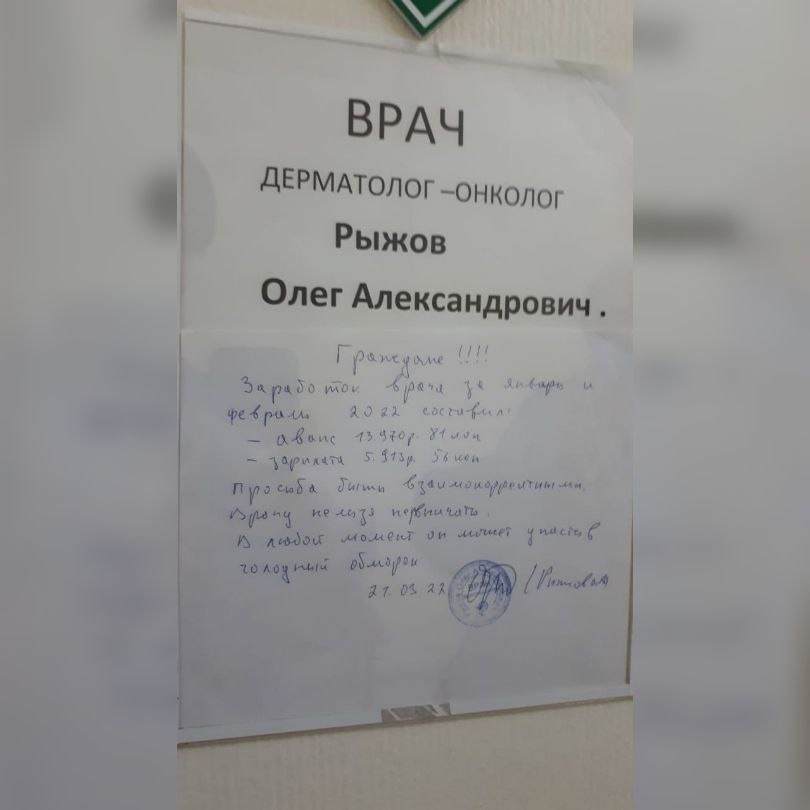 ВРАЧ
ДЕРМАТОЛОГ –ОНКОЛОГ
Рыжов
Олег Александрович .
Граждане !!!!
Заработок врача за январь и
февраль 2022 составил:
– аванс 13.970р. 81 коп
– зарплата 5.913р. 56 коп
Просьба быть взаимокорректными.
Врачу нельзя нервничать.
В любой момент он может упасть в
голодный обморок
21.03 22